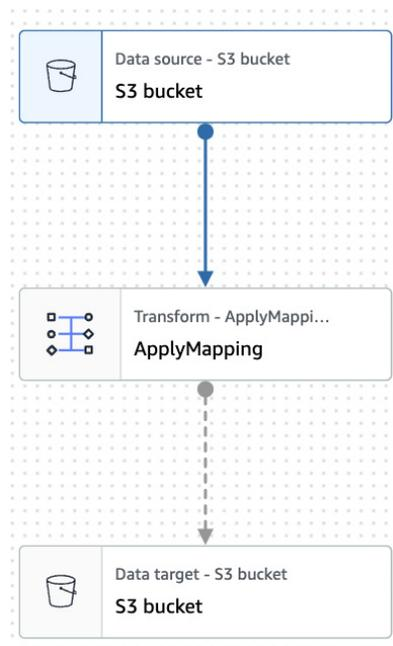 Data source - S3 bucket
S3 bucket
Transform - ApplyMappi...
ApplyMapping
Data target - S3 bucket
S3 bucket